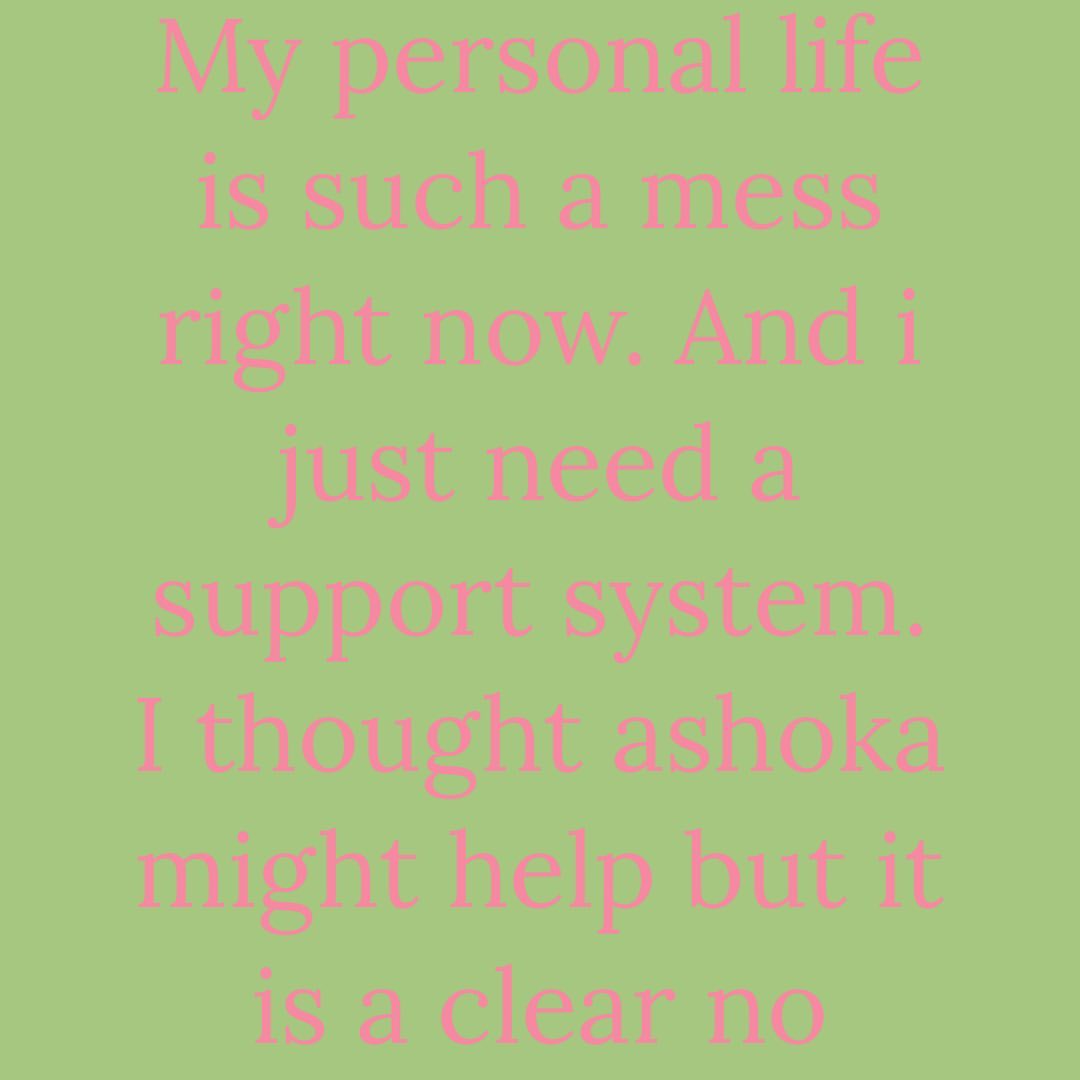 My personal life
is such a mess
right now. And i
just need a
support system.
I thought ashoka
might help but it
is a clear no